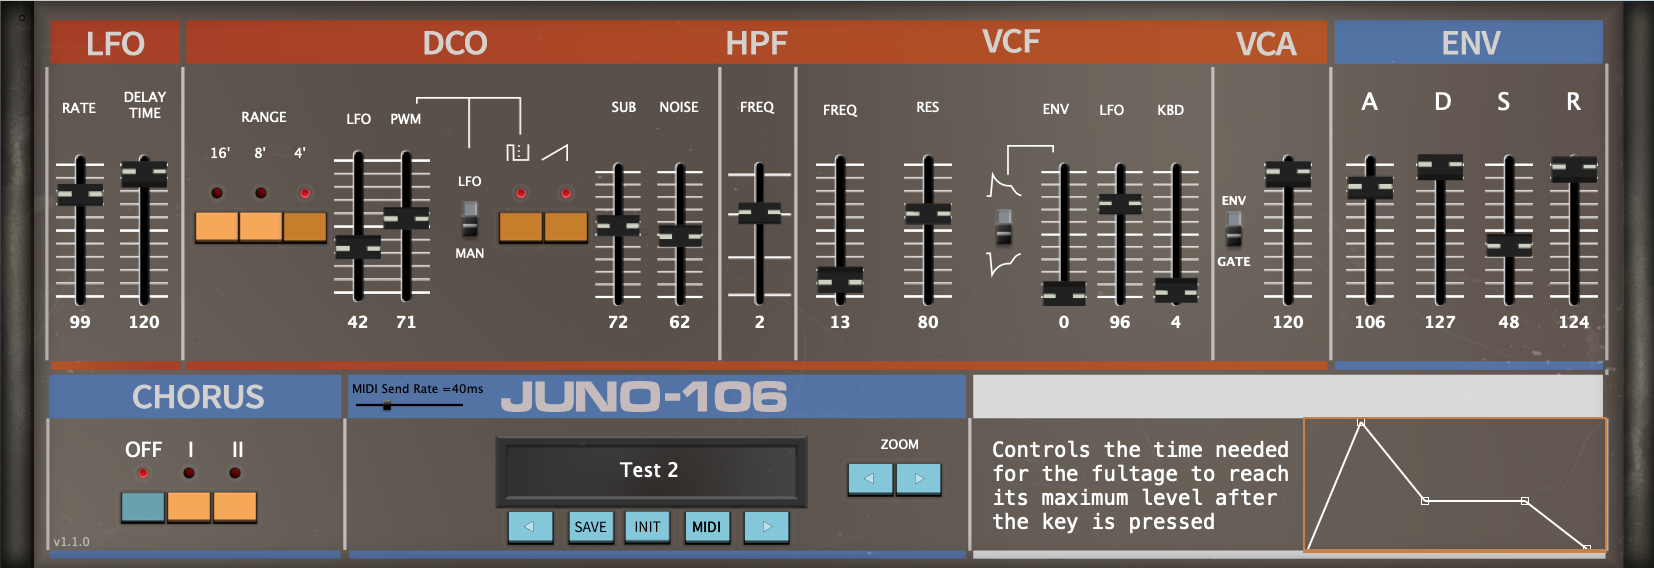 LFO DCO HPF VCF VCA ENV
RATE DELAY TIME RANGE LFO PWM SUB NOISE FREQ FREQ RES ENV LFO KBD A D S R
16' 8' 4'
LFO
MAN
ENV
GATE
99 120 42 71 72 62 2 13 80 0 96 4 120 106 127 48 124
CHORUS
MIDI Send Rate =40ms
JUNO-106
OFF I II
v1.1.0
Test 2
ZOOM
SAVE INIT MIDI
Controls the time needed
for the fultage to reach
its maximum level after
the key is pressed